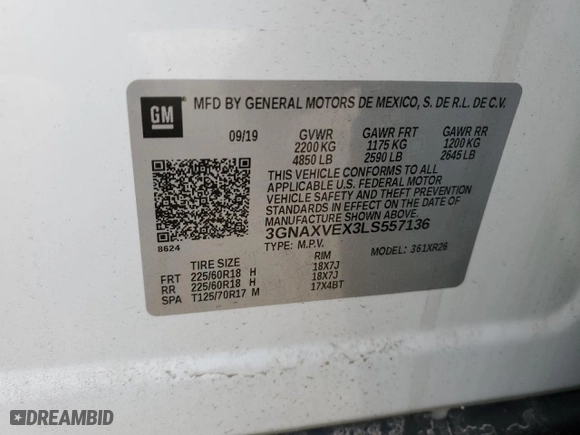 GM
MFD BY GENERAL MOTORS DE MEXICO, S. DE R.L. DE C.V.
09/19 GVWR GAWR FRT GAWR RR
2200 KG 1175 KG 1200 KG
4850 LB 2590 LB 2645 LB
THIS VEHICLE CONFORMS TO ALL
APPLICABLE U.S. FEDERAL MOTOR
VEHICLE SAFETY AND THEFT PREVENTION
STANDARDS IN EFFECT ON THE DATE OF
MANUFACTURE SHOWN ABOVE.
3GNAXVEX3LS557136
8624
TYPE: M.P.V. MODEL: 361XR26
TIRE SIZE RIM
FRT 225/60R18 H 18X7J
RR 225/60R18 H 18X7J
SPA T125/70R17 M 17X4BT
DREAMBID